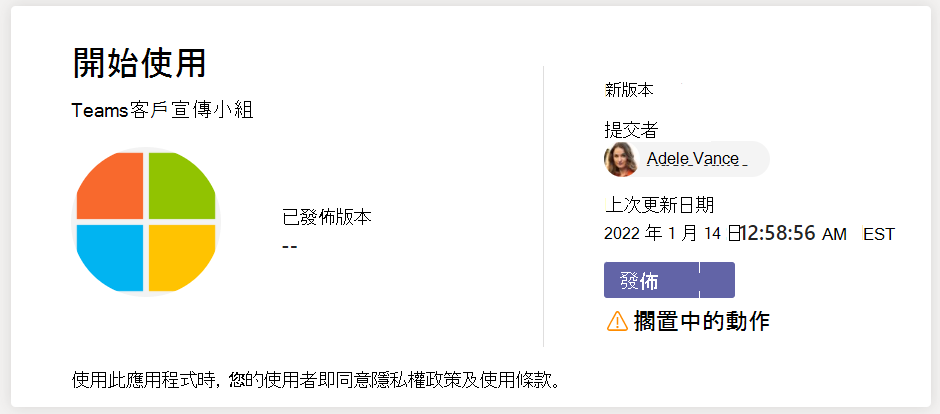 開始使用
Teams客戶宣傳小組
已發佈版本
--
新版本
提交者
Adele Vance
上次更新日期
2022 年 1 月 14 日12:58:56 AM EST
發佈
擱置中的動作
使用此應用程式時, 您的使用者即同意隱私權政策及使用條款。